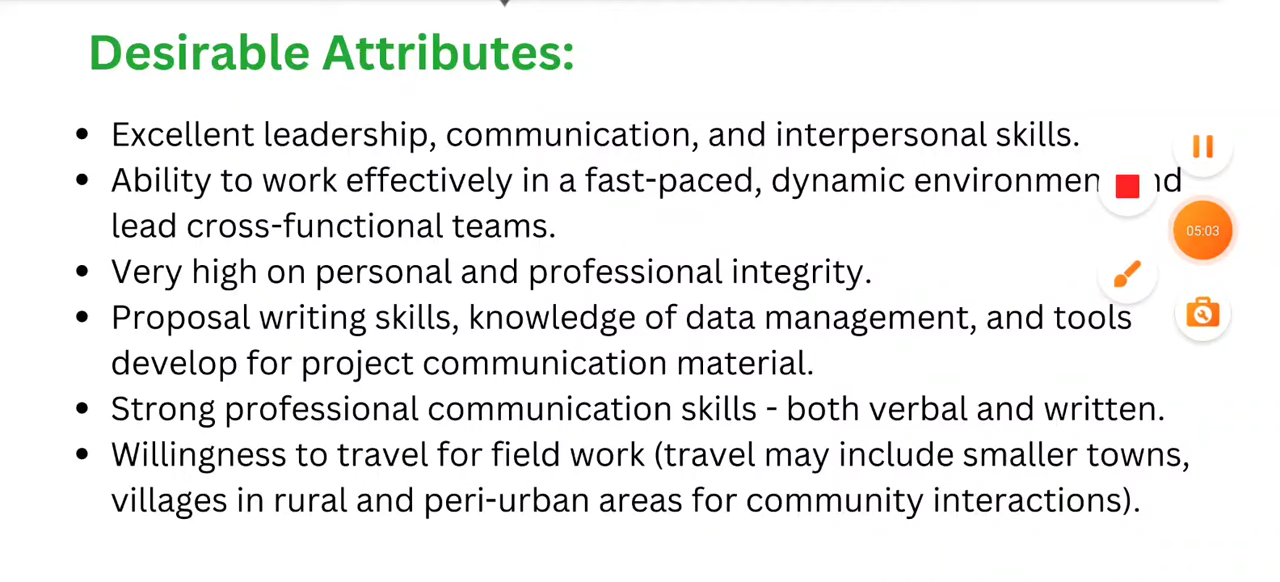 Desirable Attributes:
• Excellent leadership, communication, and interpersonal skills.
• Ability to work effectively in a fast-paced, dynamic
lead cross-functional teams.
• Very high on personal and professional integrity.
• Proposal writing skills, knowledge of data management, and tools
develop for project communication material.
• Strong professional communication skills - both verbal and written.
• Willingness to travel for field work (travel may include smaller towns,
villages in rural and peri-urban areas for community interactions).
05:03